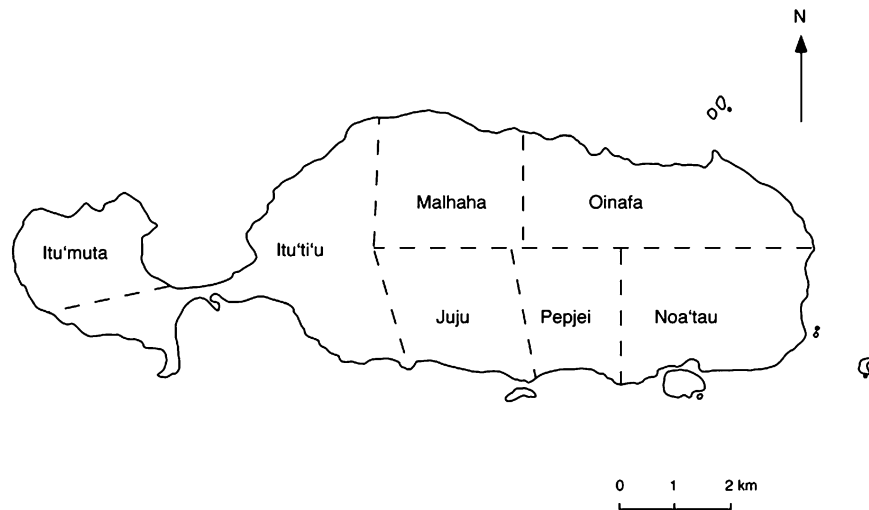 N
Malhaha
Oinafa
Itu‘muta
Itu‘ti‘u
Juju
Pepjei
Noa‘tau
0 1 2 km